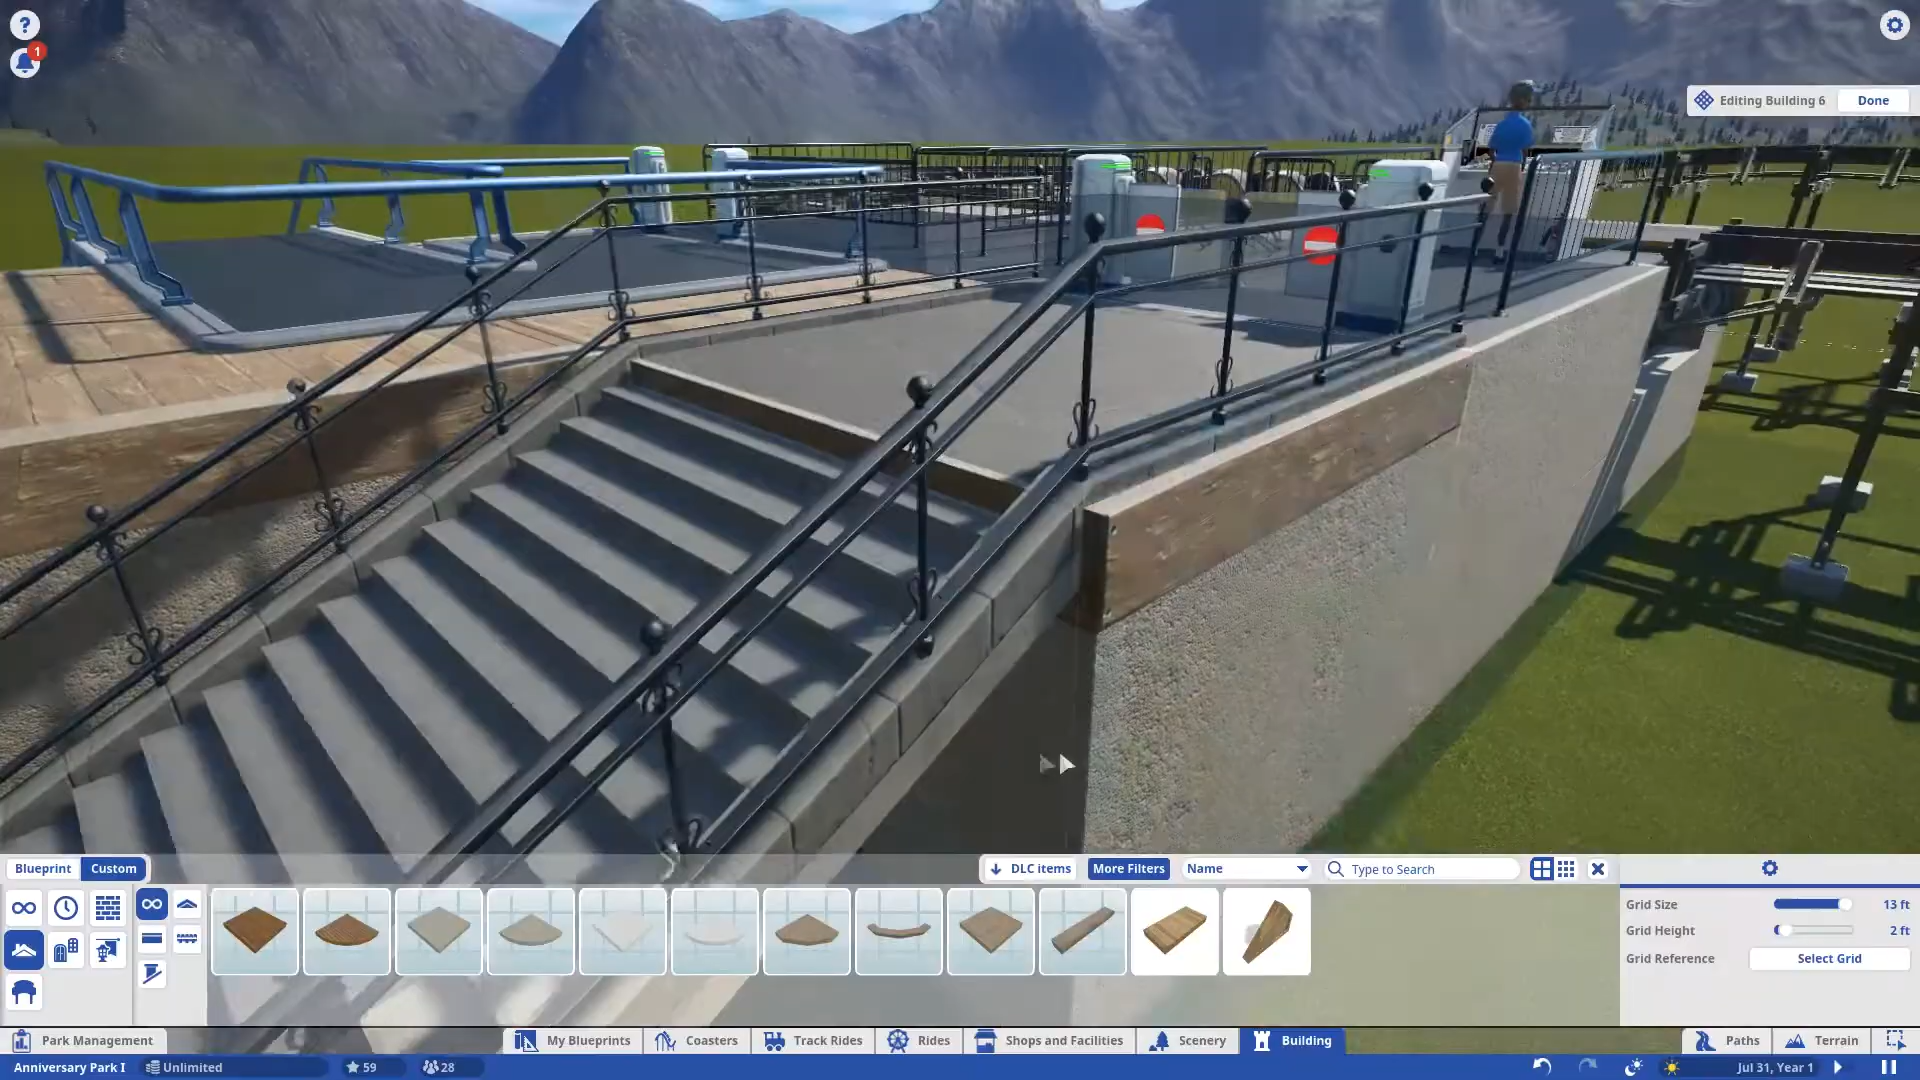 ?
1
Editing Building 6
Done
Blueprint
Custom
DLC items
More Filters
Name
Type to Search
Grid Size
13 ft
Grid Height
2 ft
Grid Reference
Select Grid
Park Management
My Blueprints
Coasters
Track Rides
Rides
Shops and Facilities
Scenery
Building
Paths
Terrain
Anniversary Park I
Unlimited
59
28
Jul 31, Year 1